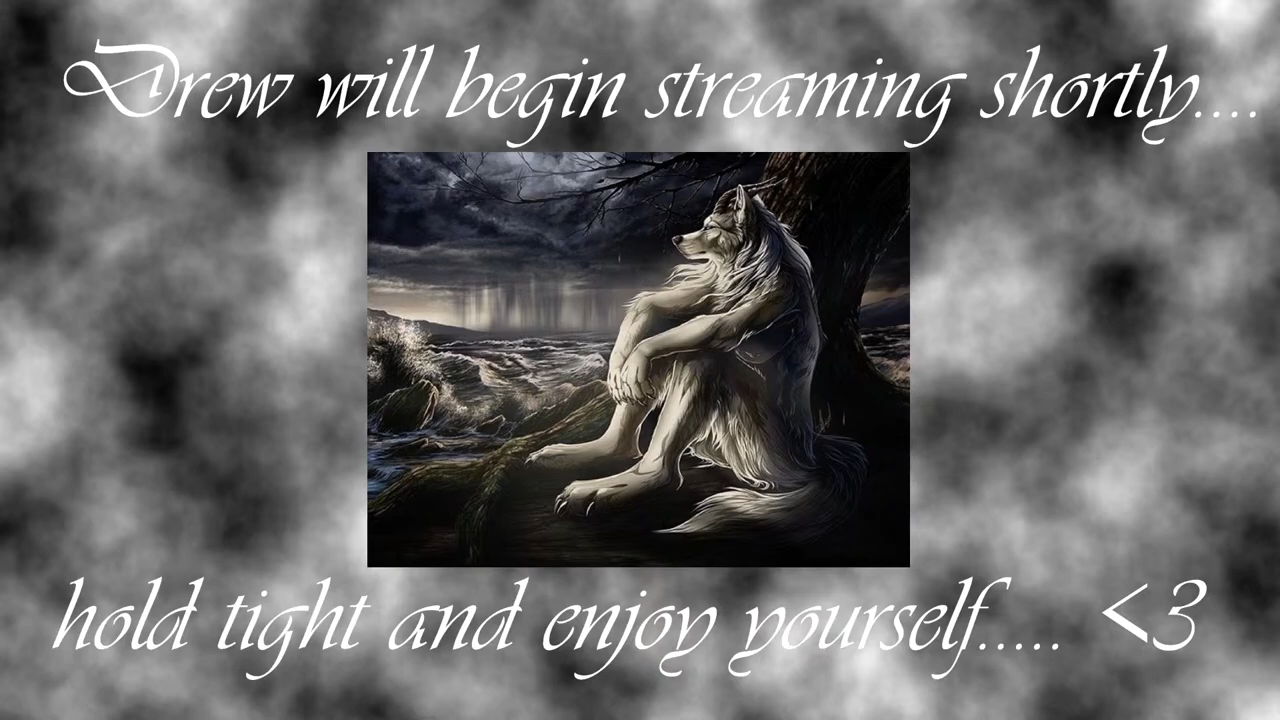 Drew will begin streaming shortly....
hold tight and enjoy yourself..... <3